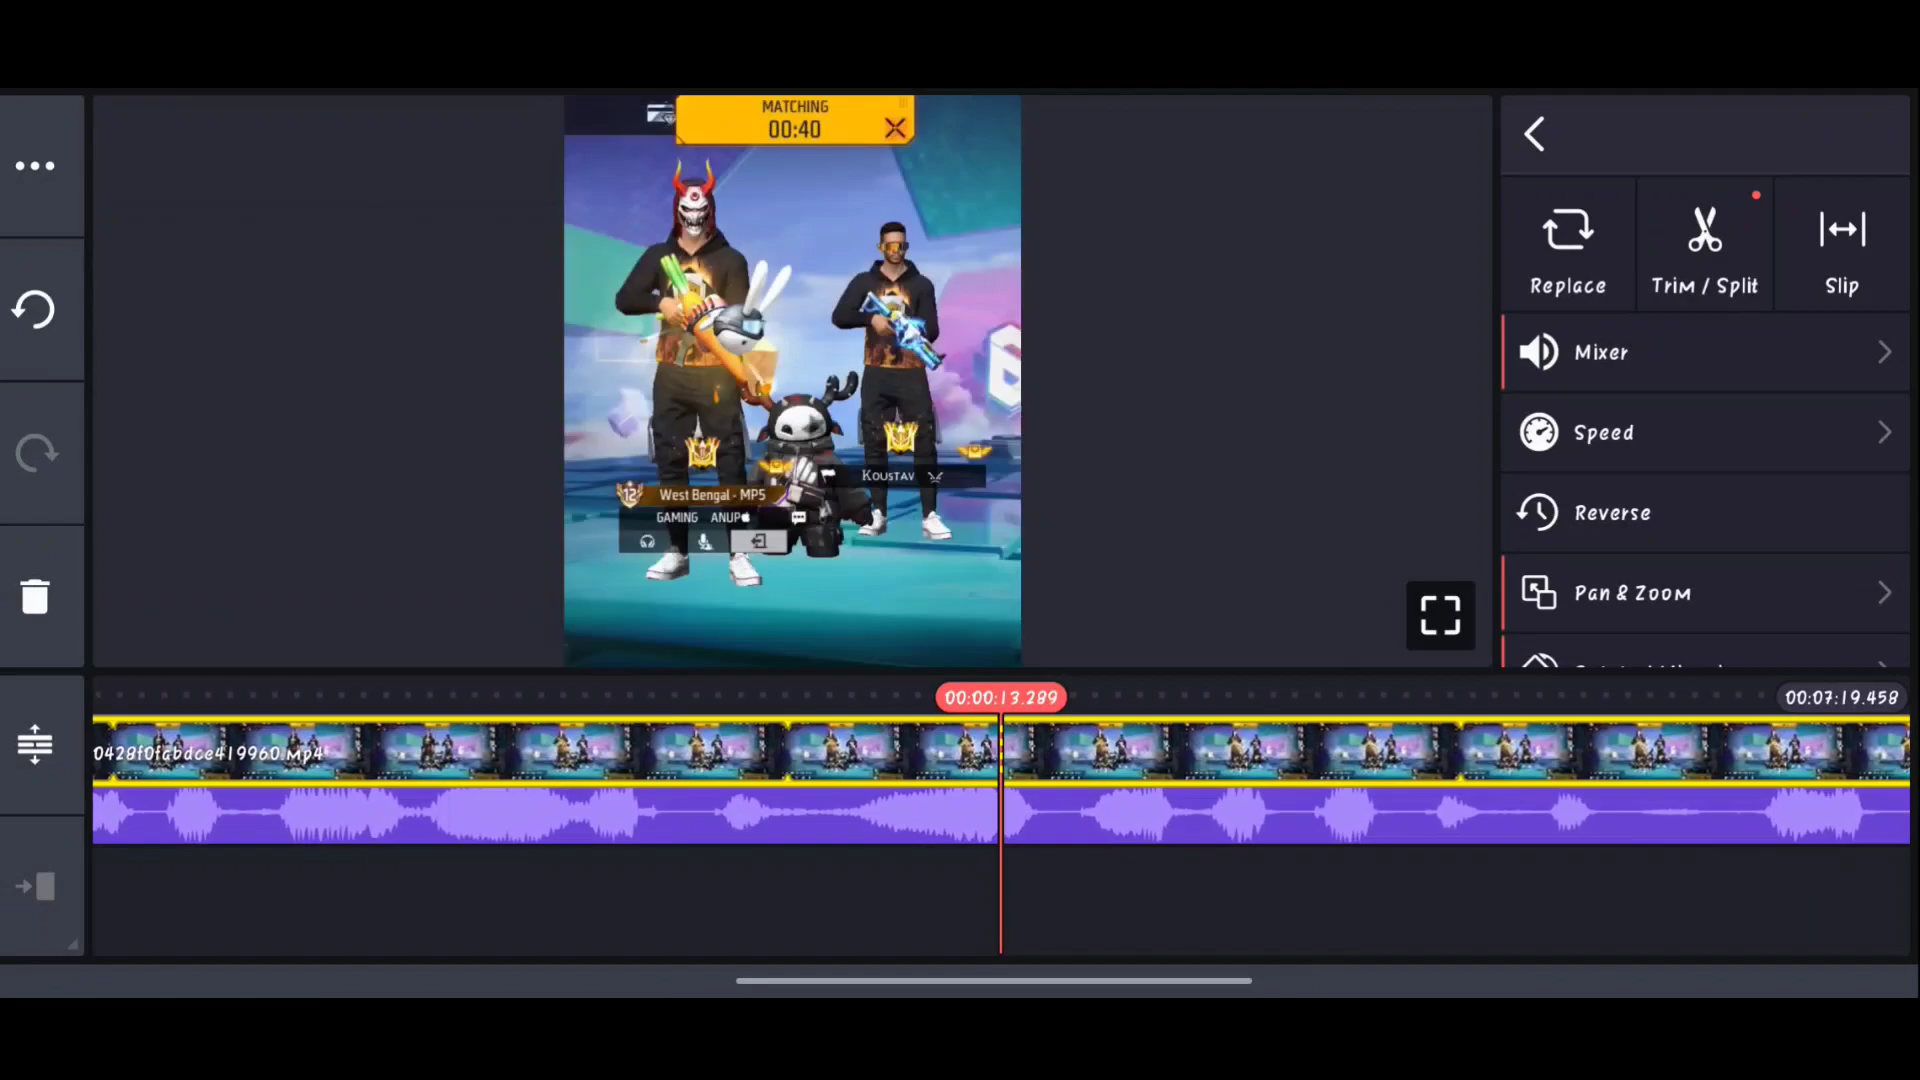 MATCHING
00:40
Replace
Trim / Split
Slip
Mixer
Speed
Reverse
Pan & Zoom
KOUSTAV
12
West Bengal - MP5
GAMING ANUP
00:00:13.289
00:07:19.458
0428f0fabdce419960.mp4